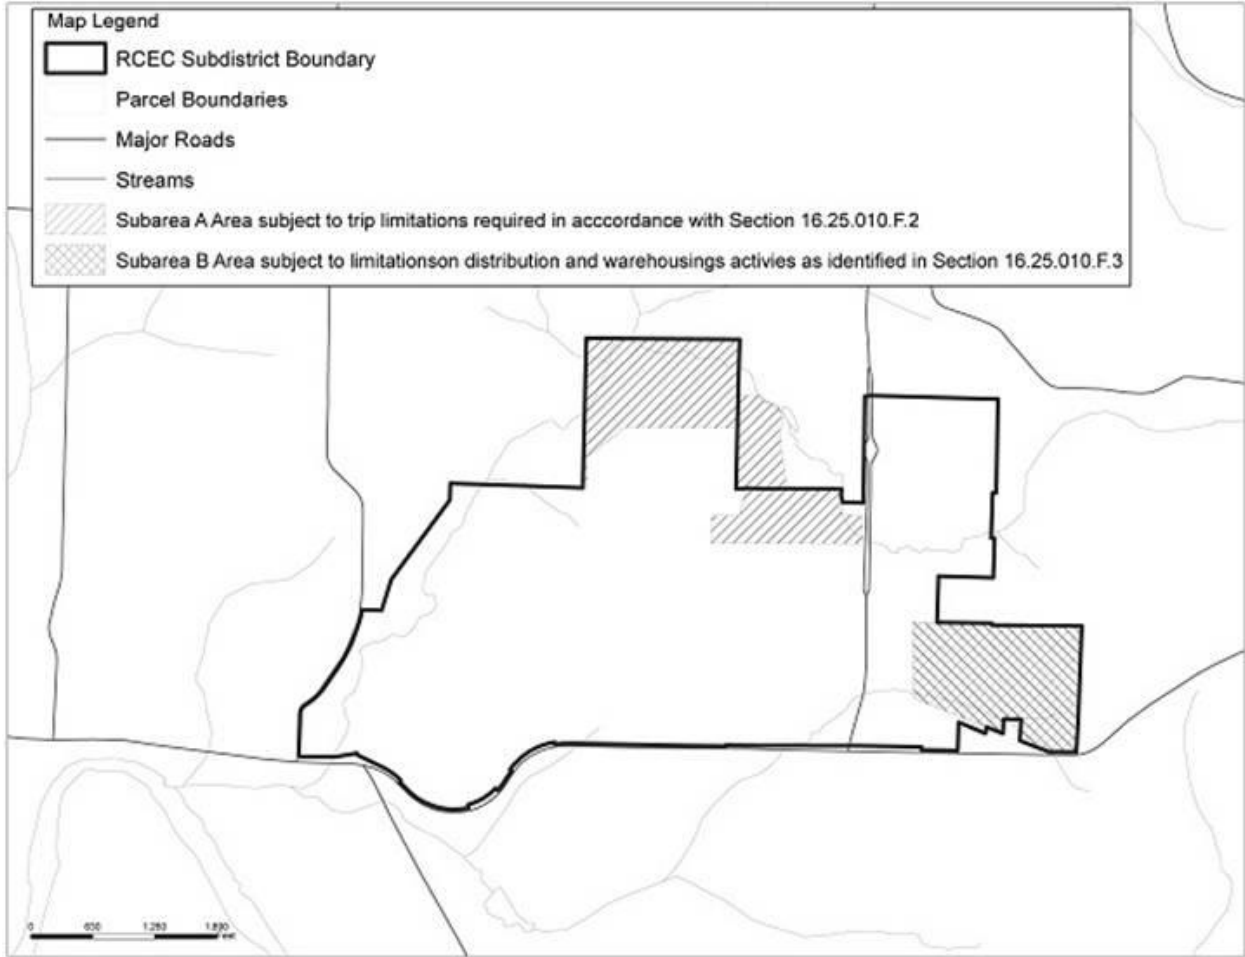 Map Legend
RCEC Subdistrict Boundary
Parcel Boundaries
Major Roads
Streams
Subarea A Area subject to trip limitations required in acccordance with Section 16.25.010.F.2
Subarea B Area subject to limitationson distribution and warehousings activies as identified in Section 16.25.010.F.3
0 650